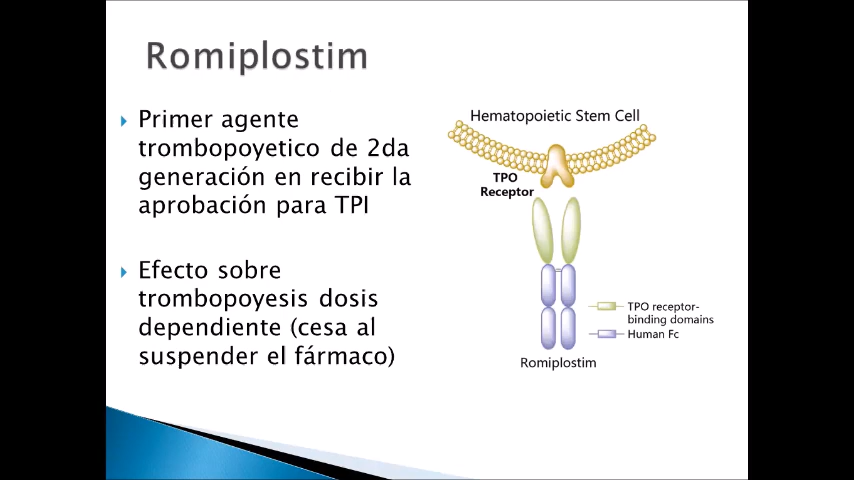 Romiplostim
Primer agente
trombopoyetico de 2da
generación en recibir la
aprobación para TPI
Efecto sobre
trombopoyesis dosis
dependiente (cesa al
suspender el fármaco)
Hematopoietic Stem Cell
TPO
Receptor
TPO receptor-
binding domains
Human Fc
Romiplostim